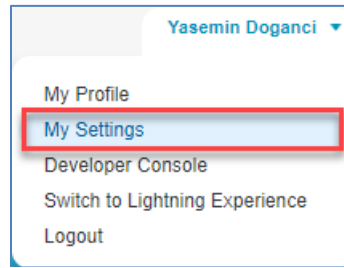 Yasemin Doganci
My Profile
My Settings
Developer Console
Switch to Lightning Experience
Logout